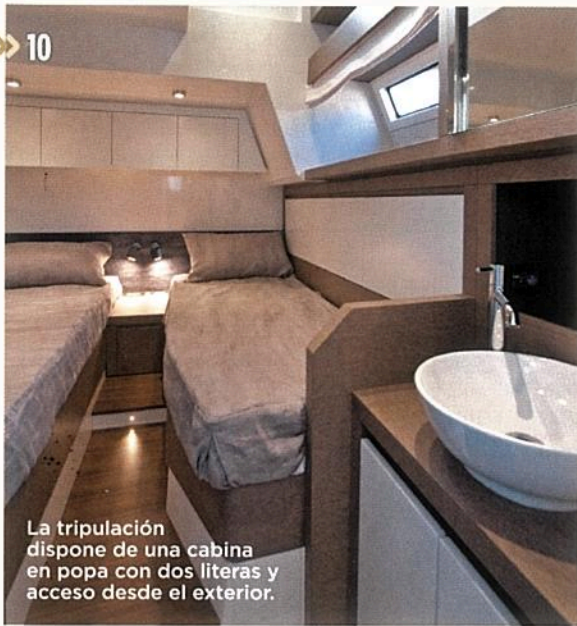 10
La tripulación
dispone de una cabina
en popa con dos literas y
acceso desde el exterior.